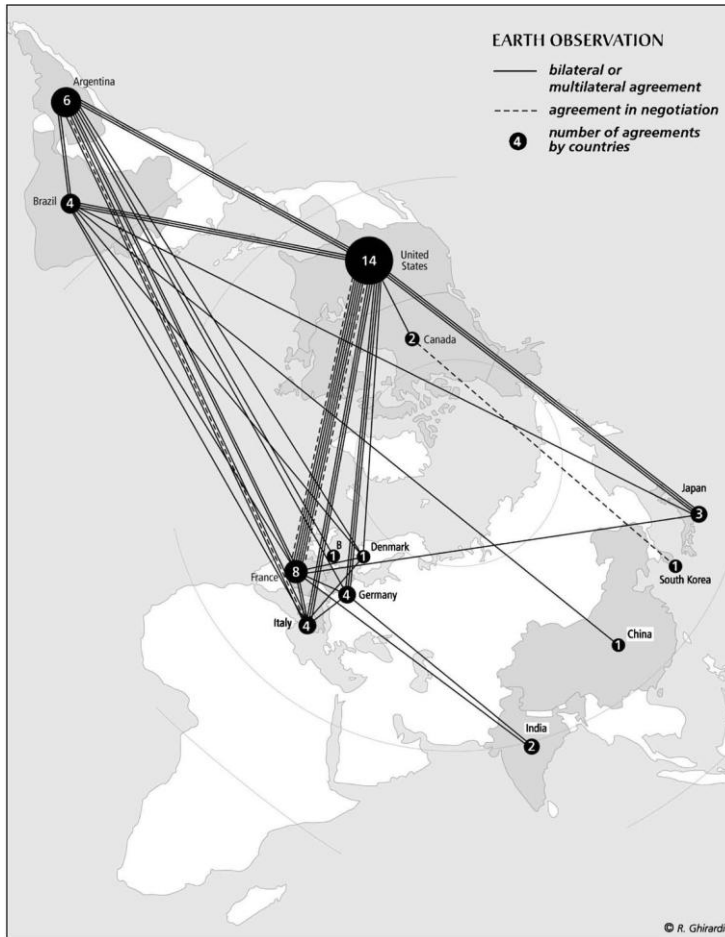 EARTH OBSERVATION
bilateral or
multilateral agreement
agreement in negotiation
4
number of agreements
by countries
Argentina
6
Brazil
4
14
United
States
2
Canada
Japan
3
B
1
Denmark
1
South Korea
1
France
8
Germany
4
Italy
4
China
1
India
2
© R. Ghirardi